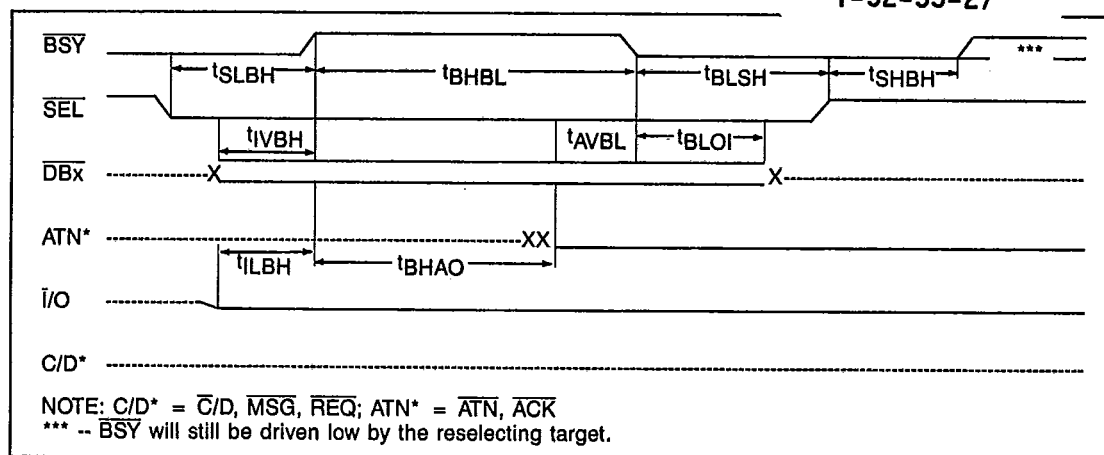 BSY
***
tSLBH tBHBL tBLSH tSHBH
SEL
tIVBH tAVBL tBLOI
DBx X X
ATN* XX
tILBH tBHAO
I/O
C/D*
NOTE: C/D* = C/D, MSG, REQ; ATN* = ATN, ACK
*** -- BSY will still be driven low by the reselecting target.